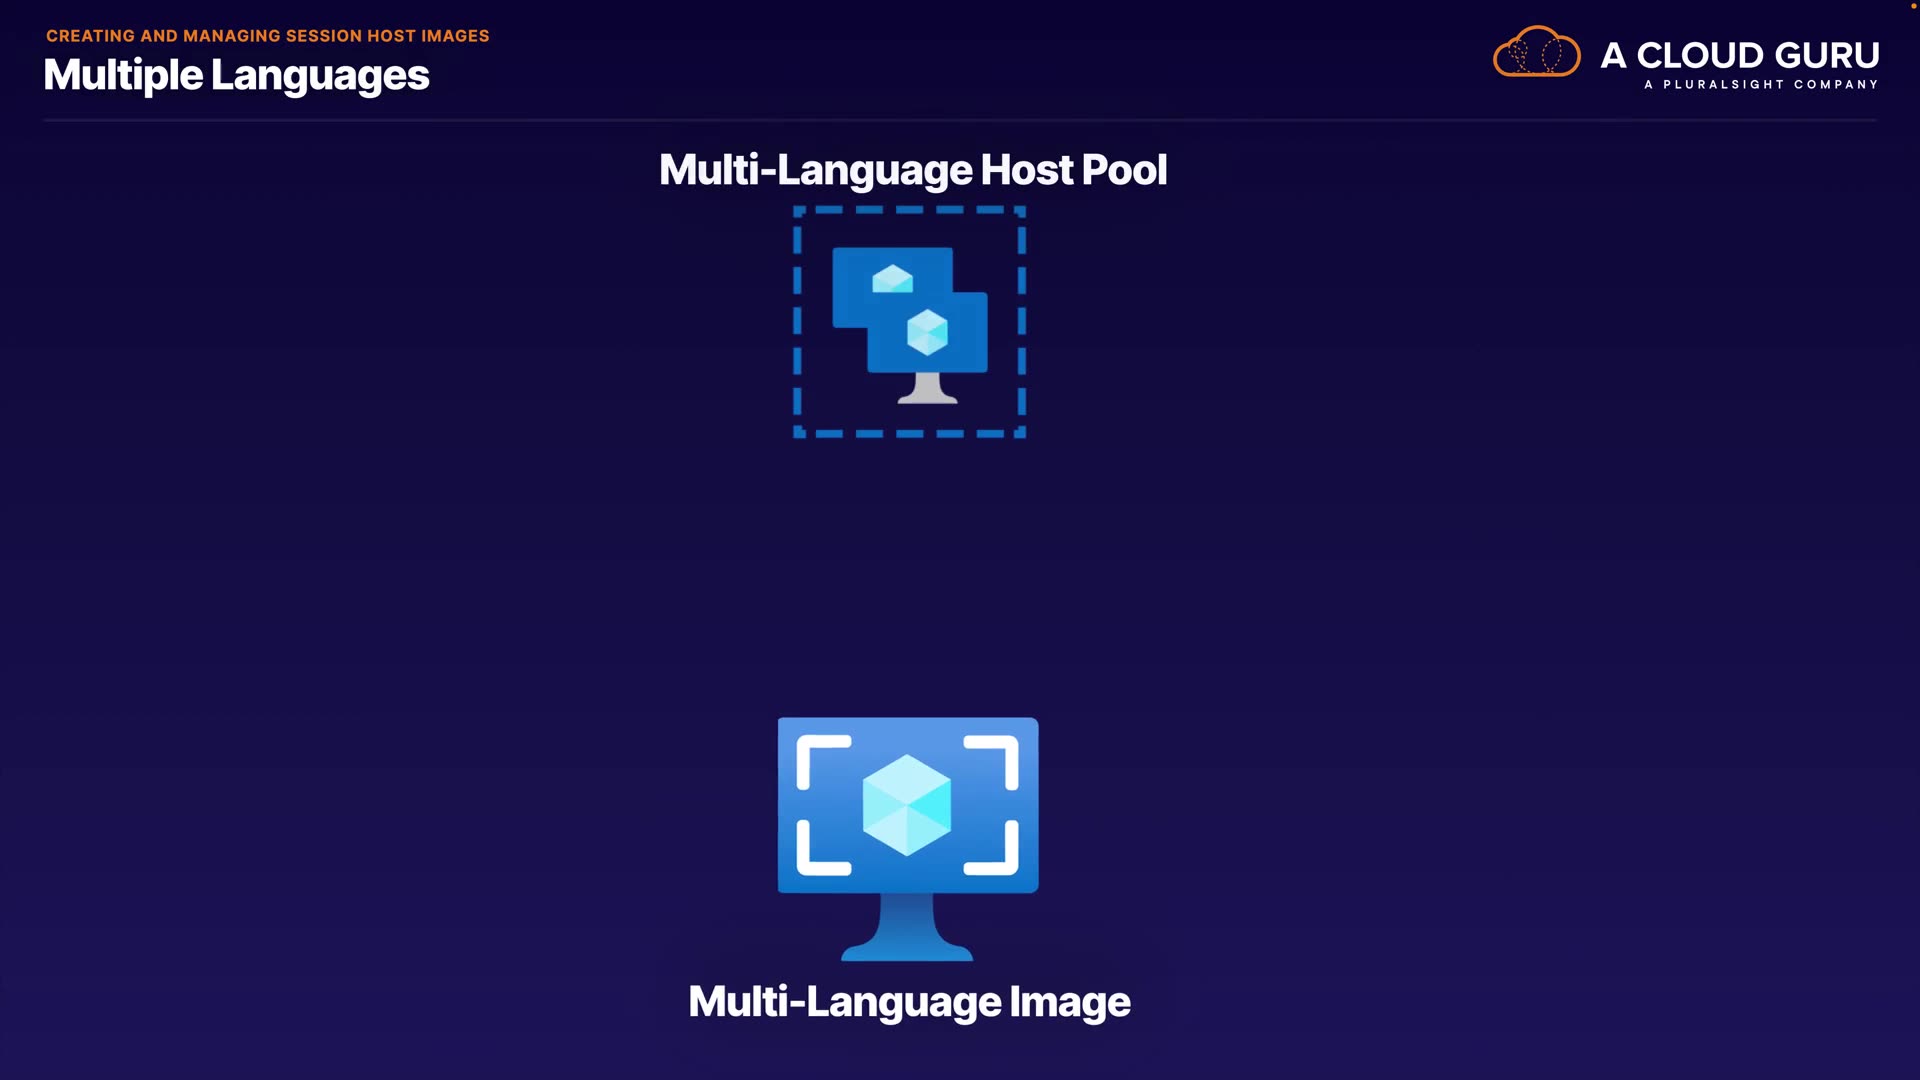 CREATING AND MANAGING SESSION HOST IMAGES
Multiple Languages
A CLOUD GURU
A PLURALSIGHT COMPANY
Multi-Language Host Pool
Multi-Language Image